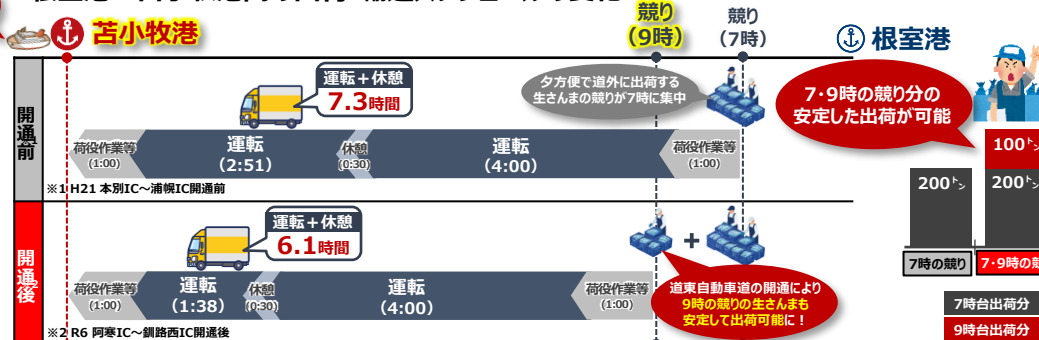 苫小牧港
競り
(9時)
競り
(7時)
根室港
開通前
運転+休憩
7.3時間
夕方便で道外に出荷する
生さんまの競りが7時に集中
7・9時の競り分の
安定した出荷が可能
荷役作業等
(1:00)
運転
(2:51)
休憩
(0:30)
運転
(4:00)
荷役作業等
(1:00)
※1 H21 本別IC～浦幌IC開通前
100トン
200トン
200トン
7時の競り
7・9時の競
開通後
運転+休憩
6.1時間
+
荷役作業等
(1:00)
運転
(1:38)
休憩
(0:30)
運転
(4:00)
荷役作業等
(1:00)
道東自動車道の開通により
9時の競りの生さんまも
安定して出荷可能に!
※2 R6 阿寒IC～釧路西IC開通後
7時台出荷分
9時台出荷分